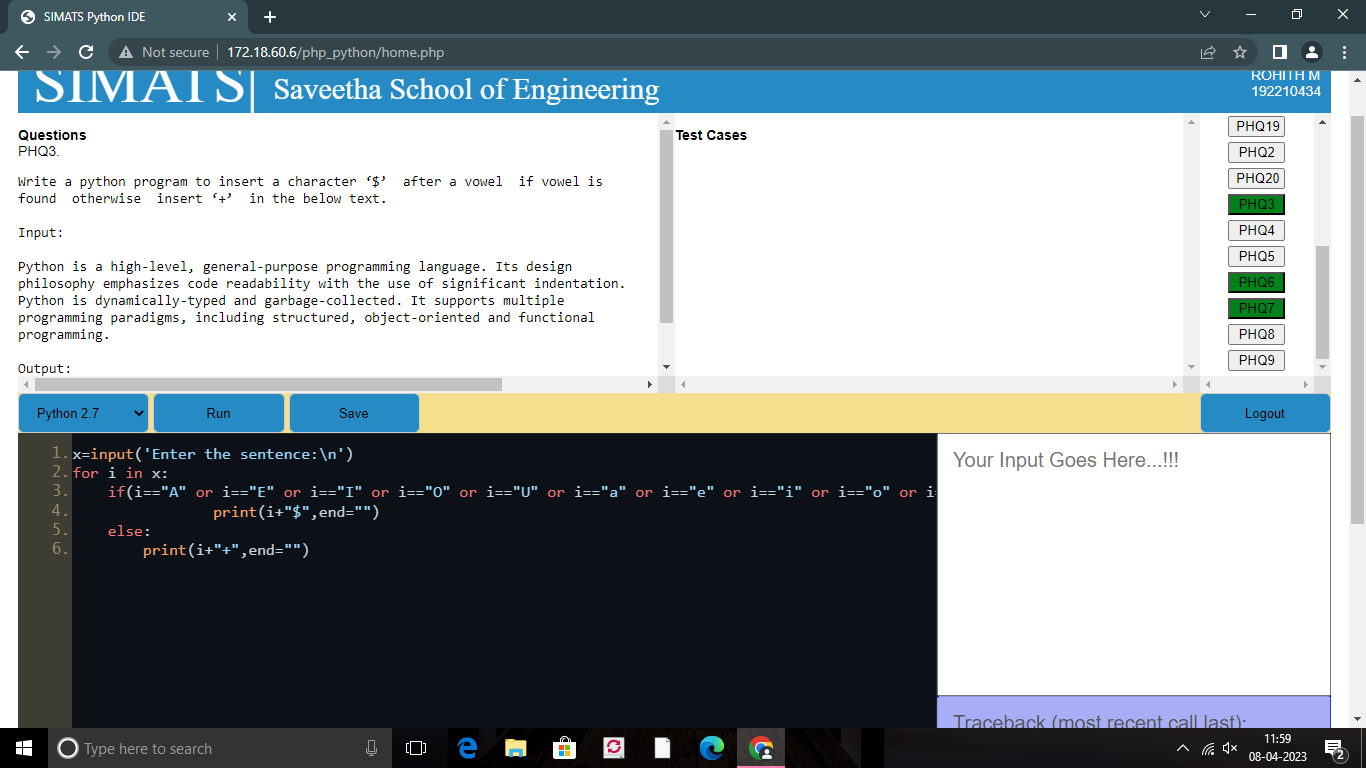 SIMATS Python IDE
Not secure
172.18.60.6/php_python/home.php
SIMATS
Saveetha School of Engineering
ROHITH M
192210434
Questions
PHQ3.
Write a python program to insert a character ‘$’  after a vowel  if vowel is
found  otherwise  insert ‘+’  in the below text.
Input:
Python is a high-level, general-purpose programming language. Its design
philosophy emphasizes code readability with the use of significant indentation.
Python is dynamically-typed and garbage-collected. It supports multiple
programming paradigms, including structured, object-oriented and functional
programming.
Output:
Test Cases
PHQ19
PHQ2
PHQ20
PHQ3
PHQ4
PHQ5
PHQ6
PHQ7
PHQ8
PHQ9
Python 2.7
Run
Save
Logout
1. x=input('Enter the sentence:\n')
2. for i in x:
3.     if(i=="A" or i=="E" or i=="I" or i=="O" or i=="U" or i=="a" or i=="e" or i=="i" or i=="o" or i=
4.                 print(i+"$",end="")
5.     else:
6.         print(i+"+",end="")
Your Input Goes Here...!!!
Traceback (most recent call last):
Type here to search
11:59
08-04-2023
2